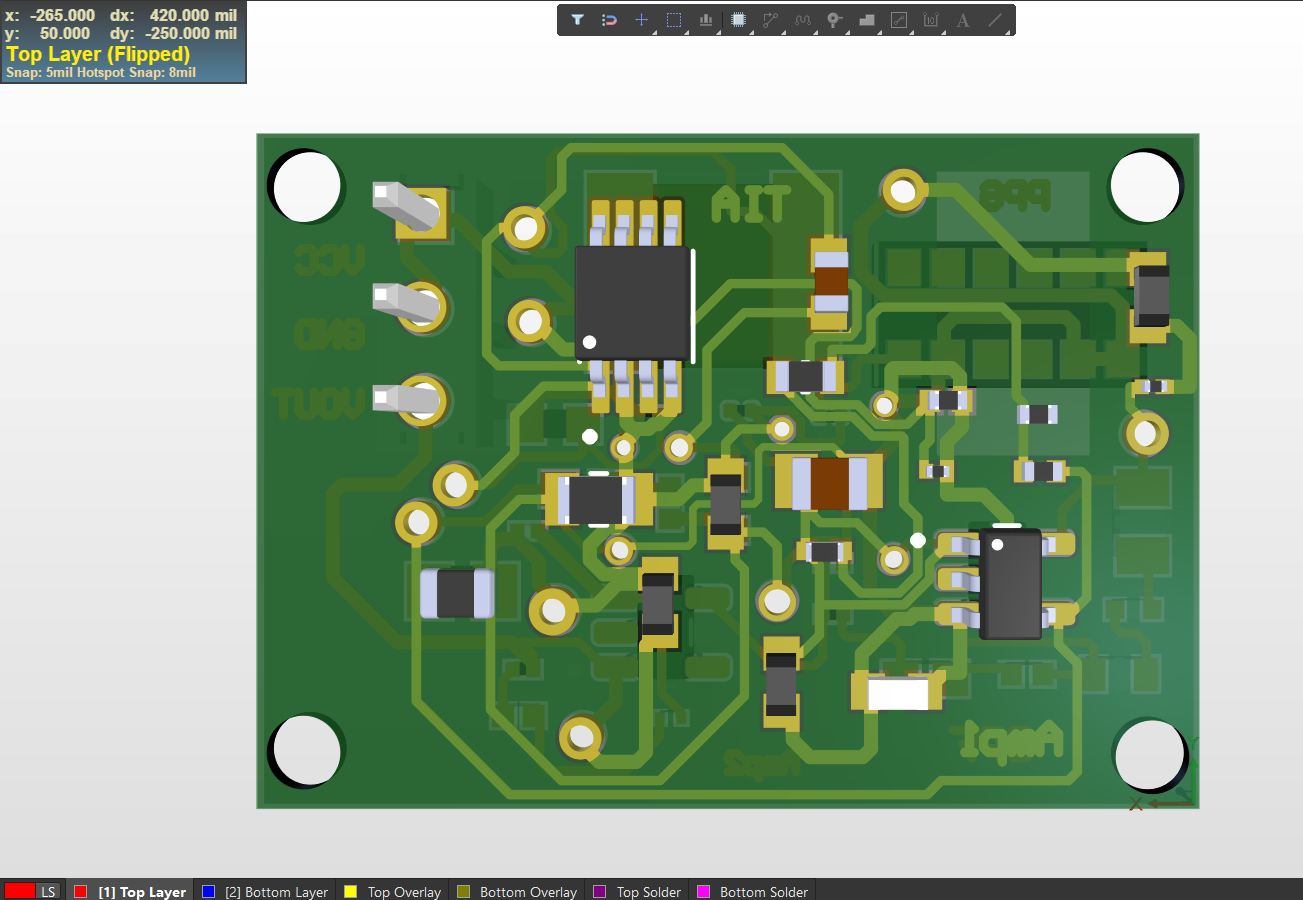 x: -265.000 dx: 420.000 mil
y: 50.000 dy: -250.000 mil
Top Layer (Flipped)
Snap: 5mil Hotspot Snap: 8mil
TIA
VCC
GND
VOUT
Amp1
Amp2
X
LS
[1] Top Layer
[2] Bottom Layer
Top Overlay
Bottom Overlay
Top Solder
Bottom Solder